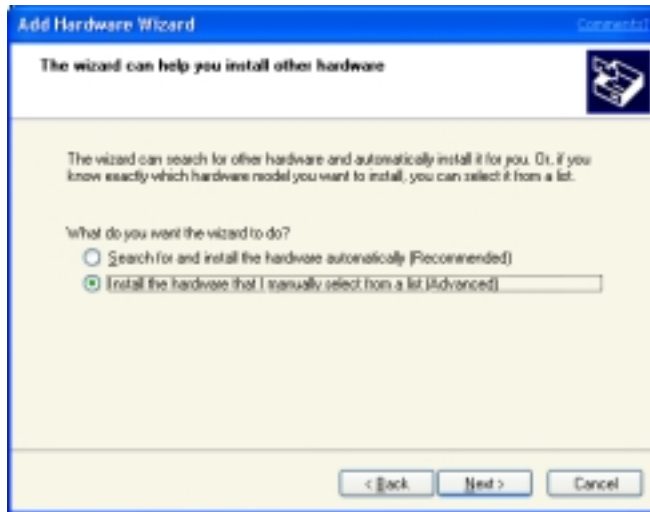 Add Hardware Wizard
Comments?
The wizard can help you install other hardware
The wizard can search for other hardware and automatically install it for you. Or, if you
know exactly which hardware model you want to install, you can select it from a list.
What do you want the wizard to do?
Search for and install the hardware automatically (Recommended)
Install the hardware that I manually select from a list (Advanced)
< Back
Next >
Cancel